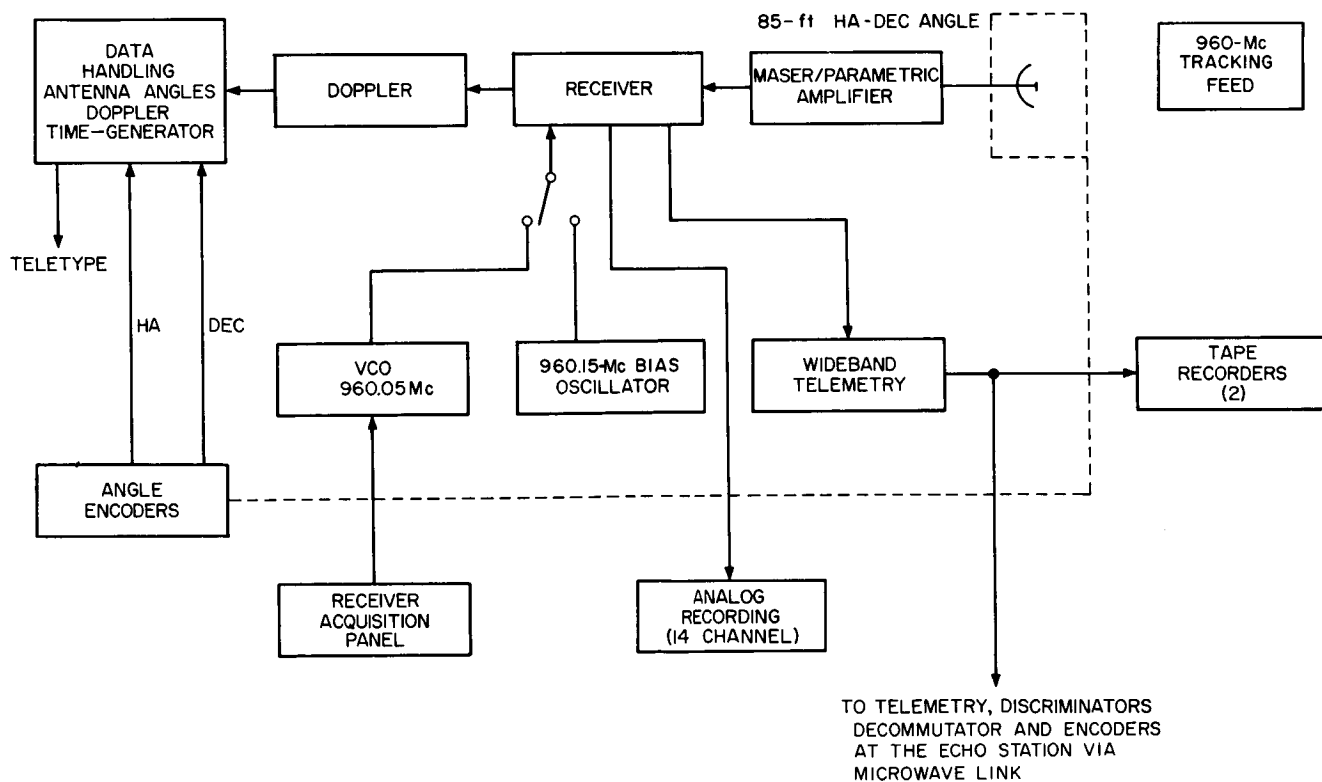 85-ft HA-DEC ANGLE
DATA
HANDLING
ANTENNA ANGLES
DOPPLER
TIME-GENERATOR
DOPPLER
RECEIVER
MASER/PARAMETRIC
AMPLIFIER
960-Mc
TRACKING
FEED
TELETYPE
HA
DEC
VCO
960.05 Mc
960.15-Mc BIAS
OSCILLATOR
WIDEBAND
TELEMETRY
TAPE
RECORDERS
(2)
ANGLE
ENCODERS
RECEIVER
ACQUISITION
PANEL
ANALOG
RECORDING
(14 CHANNEL)
TO TELEMETRY, DISCRIMINATORS
DECOMMUTATOR AND ENCODERS
AT THE ECHO STATION VIA
MICROWAVE LINK